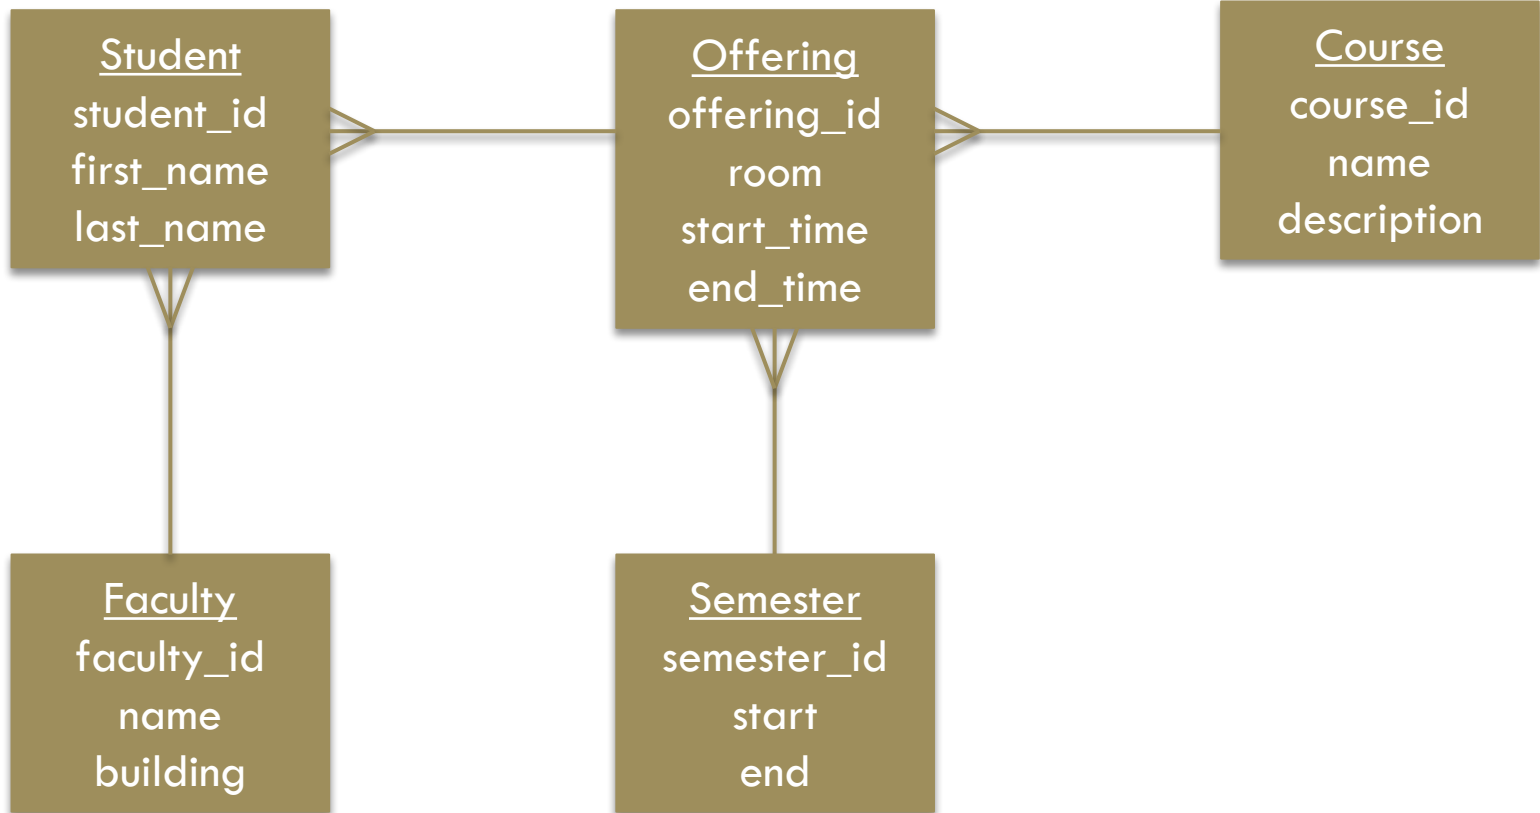 Student
student_id
first_name
last_name
Offering
offering_id
room
start_time
end_time
Course
course_id
name
description
Faculty
faculty_id
name
building
Semester
semester_id
start
end